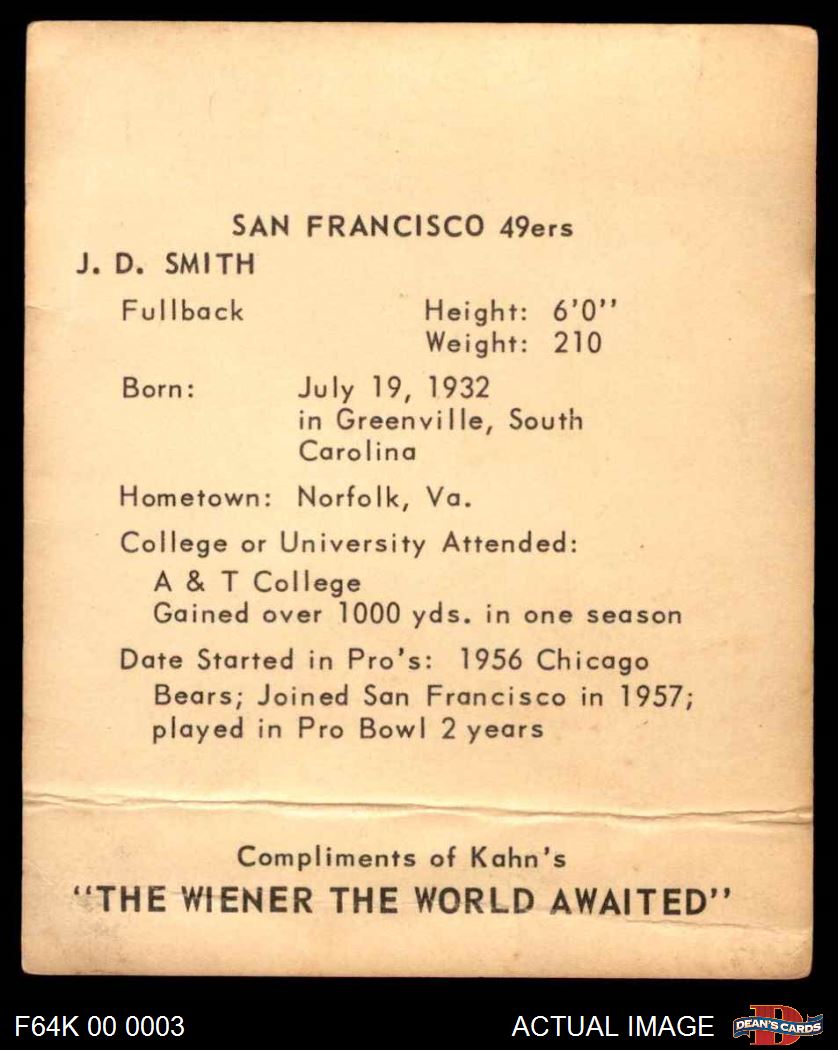 SAN FRANCISCO 49ers
J. D. SMITH
Fullback Height: 6'0''
Weight: 210
Born: July 19, 1932
in Greenville, South
Carolina
Hometown: Norfolk, Va.
College or University Attended:
A & T College
Gained over 1000 yds. in one season
Date Started in Pro's: 1956 Chicago
Bears; Joined San Francisco in 1957;
played in Pro Bowl 2 years
Compliments of Kahn's
"THE WIENER THE WORLD AWAITED"
F64K 00 0003 ACTUAL IMAGE D DEAN'S CARDS